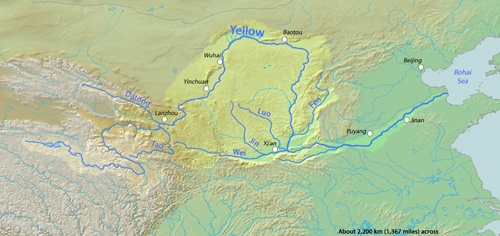 Yellow
Baotou
Wuhai
Beijing
Bohai
Sea
Yinchuan
Datong
Fen
Lanzhou
Luo
Jinan
Puyang
Tao
Jin
Xi'an
Wei
About 2,200 km (1,367 miles) across